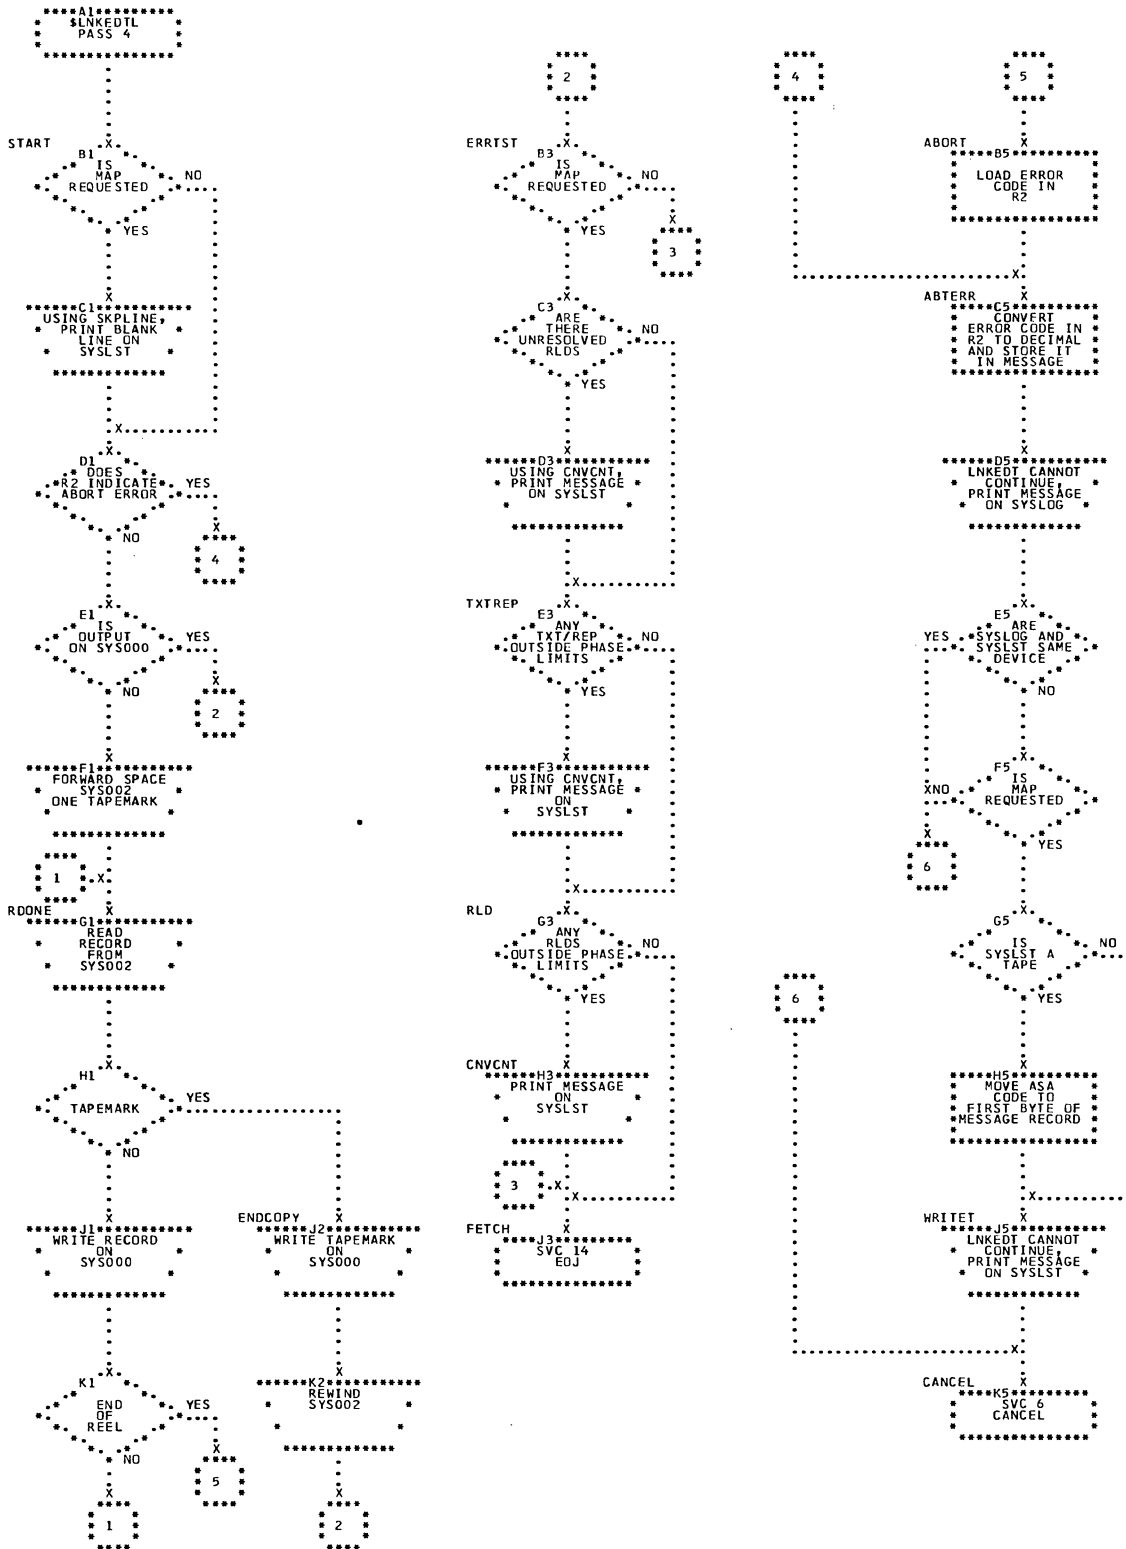 A1
$LNKEDTL
PASS 4
START
B1
IS
MAP
REQUESTED
NO
YES
C1
USING SKPLINE,
PRINT BLANK
LINE ON
SYSLST
D1
DOES
R2 INDICATE
ABORT ERROR
YES
NO
4
E1
IS
OUTPUT
ON SYS000
YES
NO
2
F1
FORWARD SPACE
SYS002
ONE TAPEMARK
1
RDONE
G1
READ
RECORD
FROM
SYS002
H1
TAPEMARK
YES
NO
J1
WRITE RECORD
ON
SYS000
K1
END
OF
REEL
YES
NO
5
1
ENDCOPY
J2
WRITE TAPEMARK
ON
SYS000
K2
REWIND
SYS002
2
2
ERRTST
B3
IS
MAP
REQUESTED
NO
YES
3
C3
ARE
THERE
UNRESOLVED
RLDS
NO
YES
D3
USING CNVCNT,
PRINT MESSAGE
ON SYSLST
TXTREP
E3
ANY
TXT/REP
OUTSIDE PHASE
LIMITS
NO
YES
F3
USING CNVCNT,
PRINT MESSAGE
ON
SYSLST
RLD
G3
ANY
RLDS
OUTSIDE PHASE
LIMITS
NO
YES
CNVCNT
H3
PRINT MESSAGE
ON
SYSLST
3
FETCH
J3
SVC 14
EOJ
4
5
ABORT
B5
LOAD ERROR
CODE IN
R2
ABTERR
C5
CONVERT
ERROR CODE IN
R2 TO DECIMAL
AND STORE IT
IN MESSAGE
D5
LNKEDT CANNOT
CONTINUE,
PRINT MESSAGE
ON SYSLOG
E5
ARE
SYSLOG AND
SYSLST SAME
DEVICE
YES
NO
F5
IS
MAP
REQUESTED
NO
YES
6
G5
IS
SYSLST A
TAPE
NO
YES
6
H5
MOVE ASA
CODE TO
FIRST BYTE OF
MESSAGE RECORD
WRITET
J5
LNKEDT CANNOT
CONTINUE,
PRINT MESSAGE
ON SYSLST
CANCEL
K5
SVC 6
CANCEL